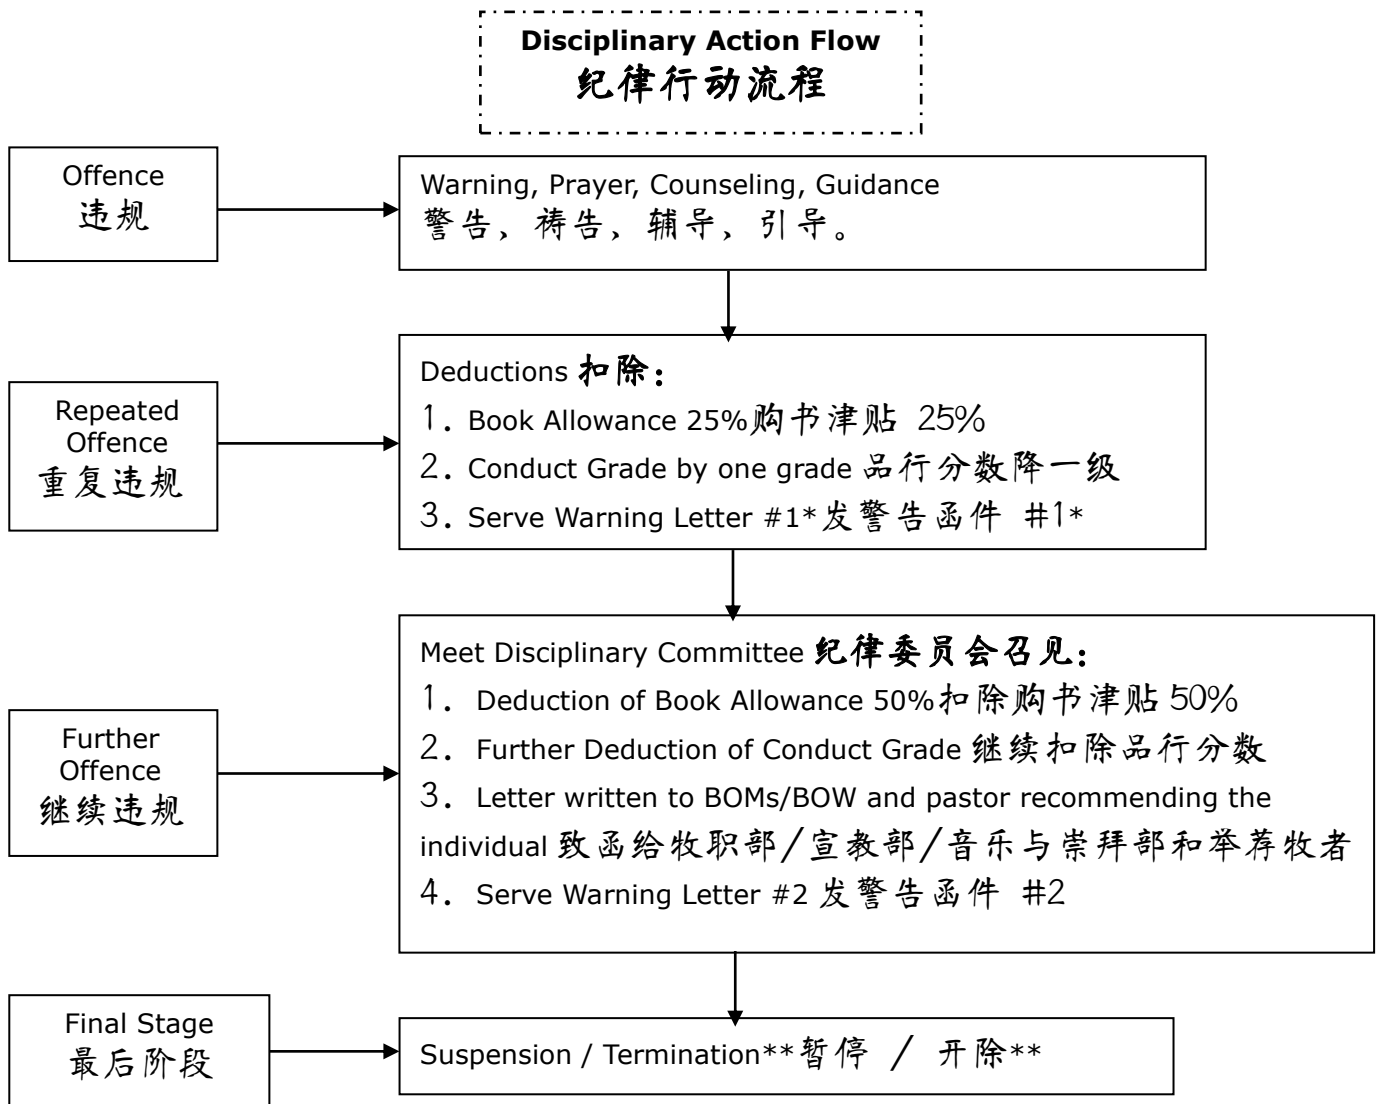 Disciplinary Action Flow
纪律行动流程
Offence
违规
Warning, Prayer, Counseling, Guidance
警告、祷告、辅导、引导。
Repeated
Offence
重复违规
Deductions 扣除：
1. Book Allowance 25%购书津贴 25%
2. Conduct Grade by one grade 品行分数降一级
3. Serve Warning Letter #1*发警告函件 #1*
Further
Offence
继续违规
Meet Disciplinary Committee 纪律委员会召见：
1. Deduction of Book Allowance 50%扣除购书津贴 50%
2. Further Deduction of Conduct Grade 继续扣除品行分数
3. Letter written to BOMs/BOW and pastor recommending the
individual 致函给牧职部/宣教部/音乐与崇拜部和举荐牧者
4. Serve Warning Letter #2 发警告函件 #2
Final Stage
最后阶段
Suspension / Termination**暂停 / 开除**